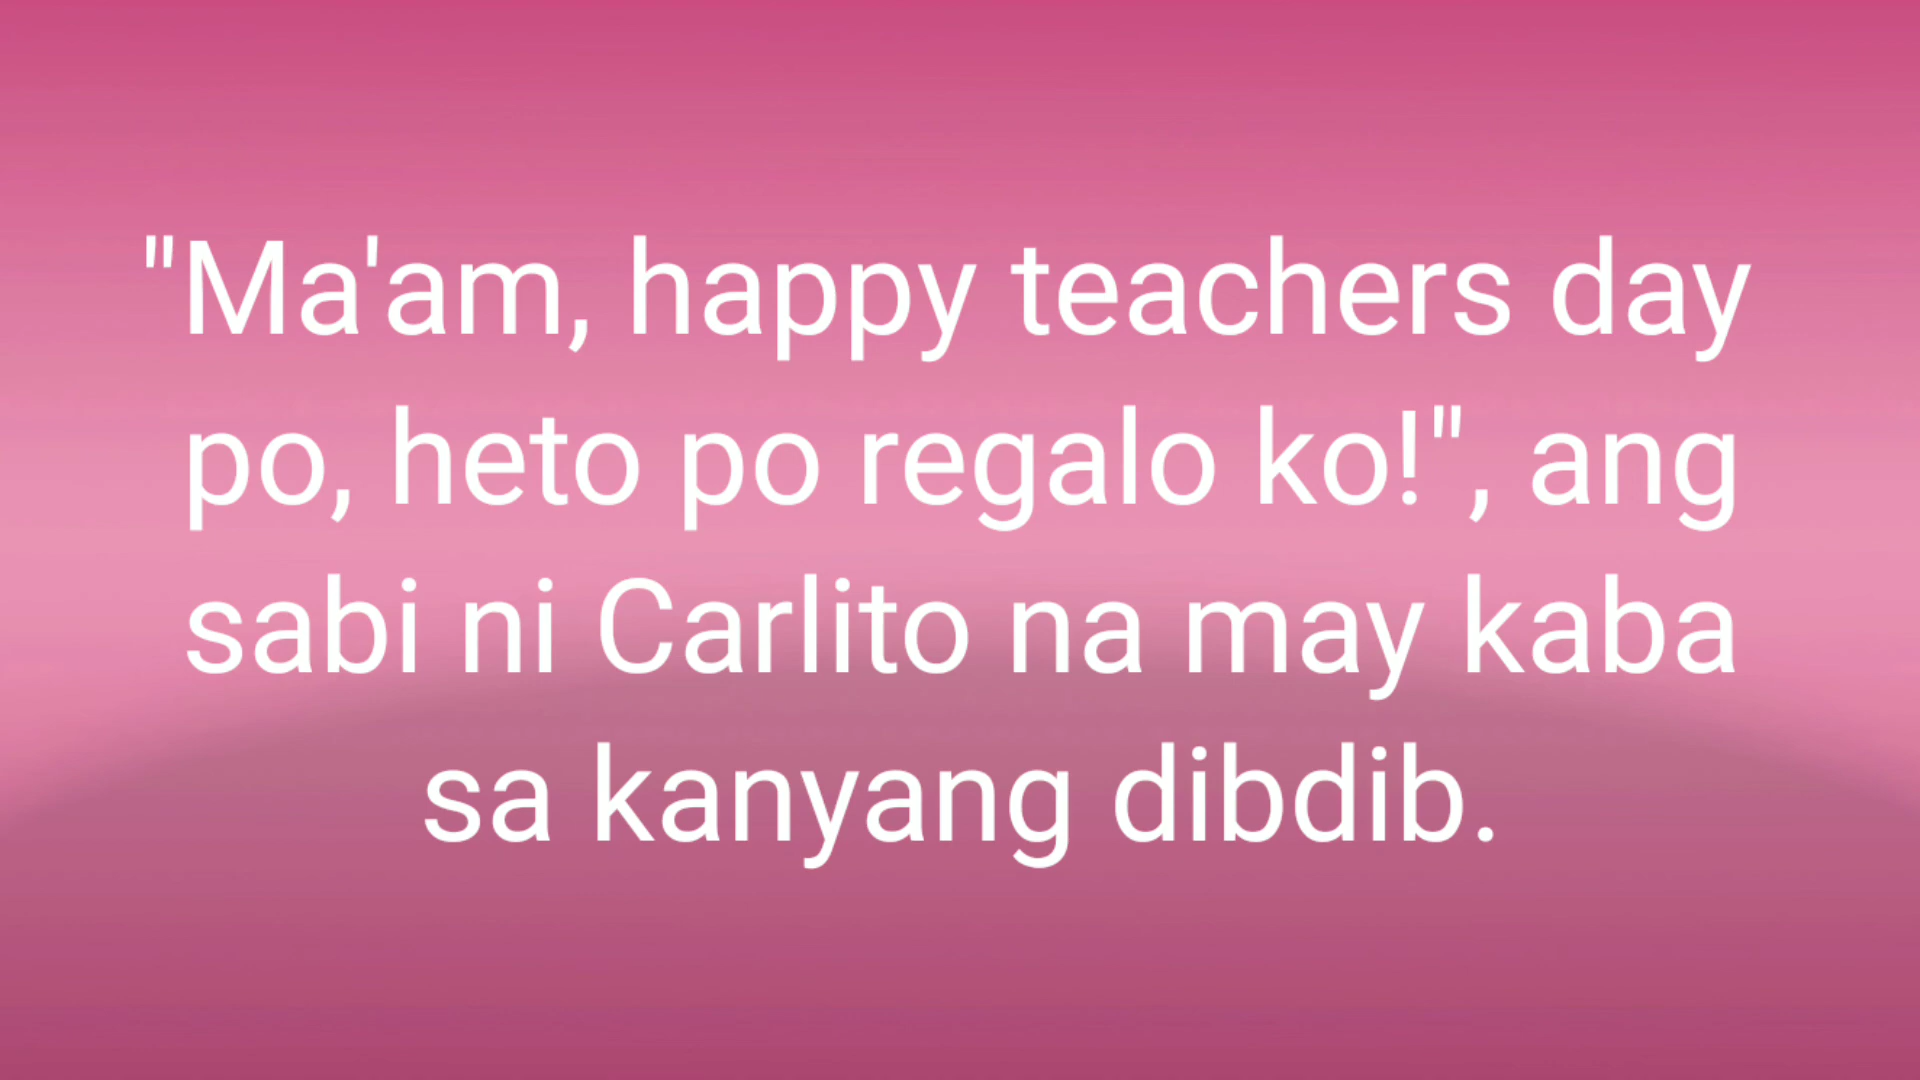 "Ma'am, happy teachers day
po, heto po regalo ko!", ang
sabi ni Carlito na may kaba
sa kanyang dibdib.